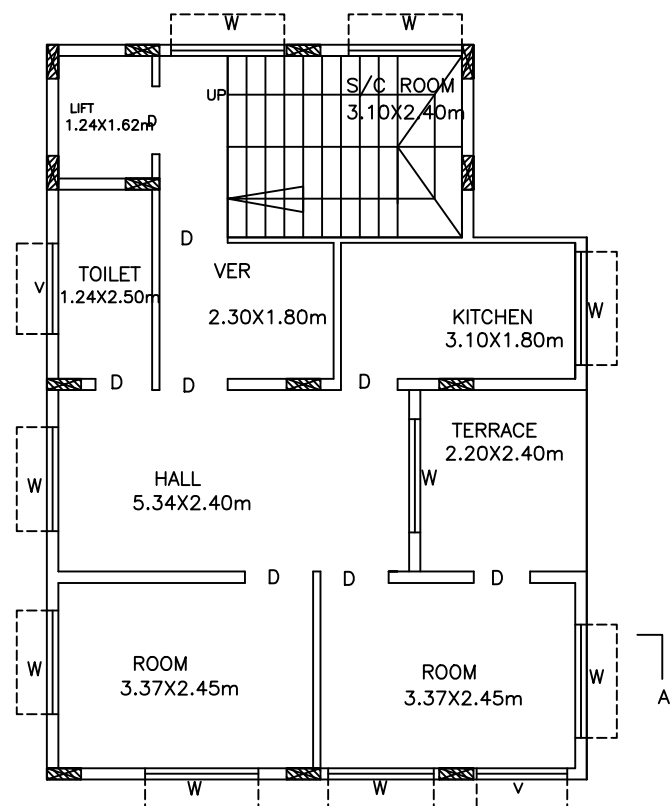 W
W
UP
S/C ROOM
3.10X2.40m
LIFT
1.24X1.62m
D
D
TOILET
1.24X2.50m
V
VER
2.30X1.80m
KITCHEN
3.10X1.80m
W
D
D
D
TERRACE
2.20X2.40m
HALL
5.34X2.40m
W
W
D
D
D
ROOM
3.37X2.45m
ROOM
3.37X2.45m
W
W
A
W
W
V